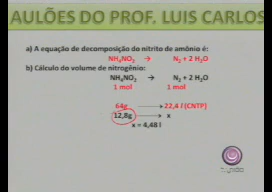 AULÕES DO PROF. LUIS CARLOS
a) A equação de decomposição do nitrito de amônio é:
NH₄NO₂ → N₂ + 2 H₂O
b) Cálculo do volume de nitrogênio:
NH₄NO₂ → N₂ + 2 H₂O
1 mol 1 mol
64g → 22,4 l (CNTP)
12,8g → x
x = 4,48 l